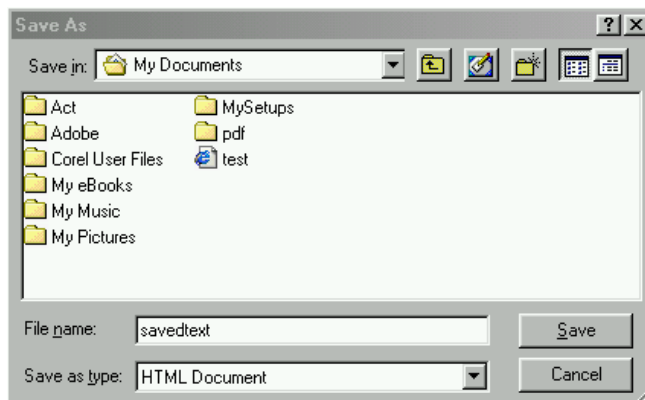 Save As
Save in: My Documents
Act
Adobe
Corel User Files
My eBooks
My Music
My Pictures
MySetups
pdf
test
File name: savedtext
Save
Save as type: HTML Document
Cancel